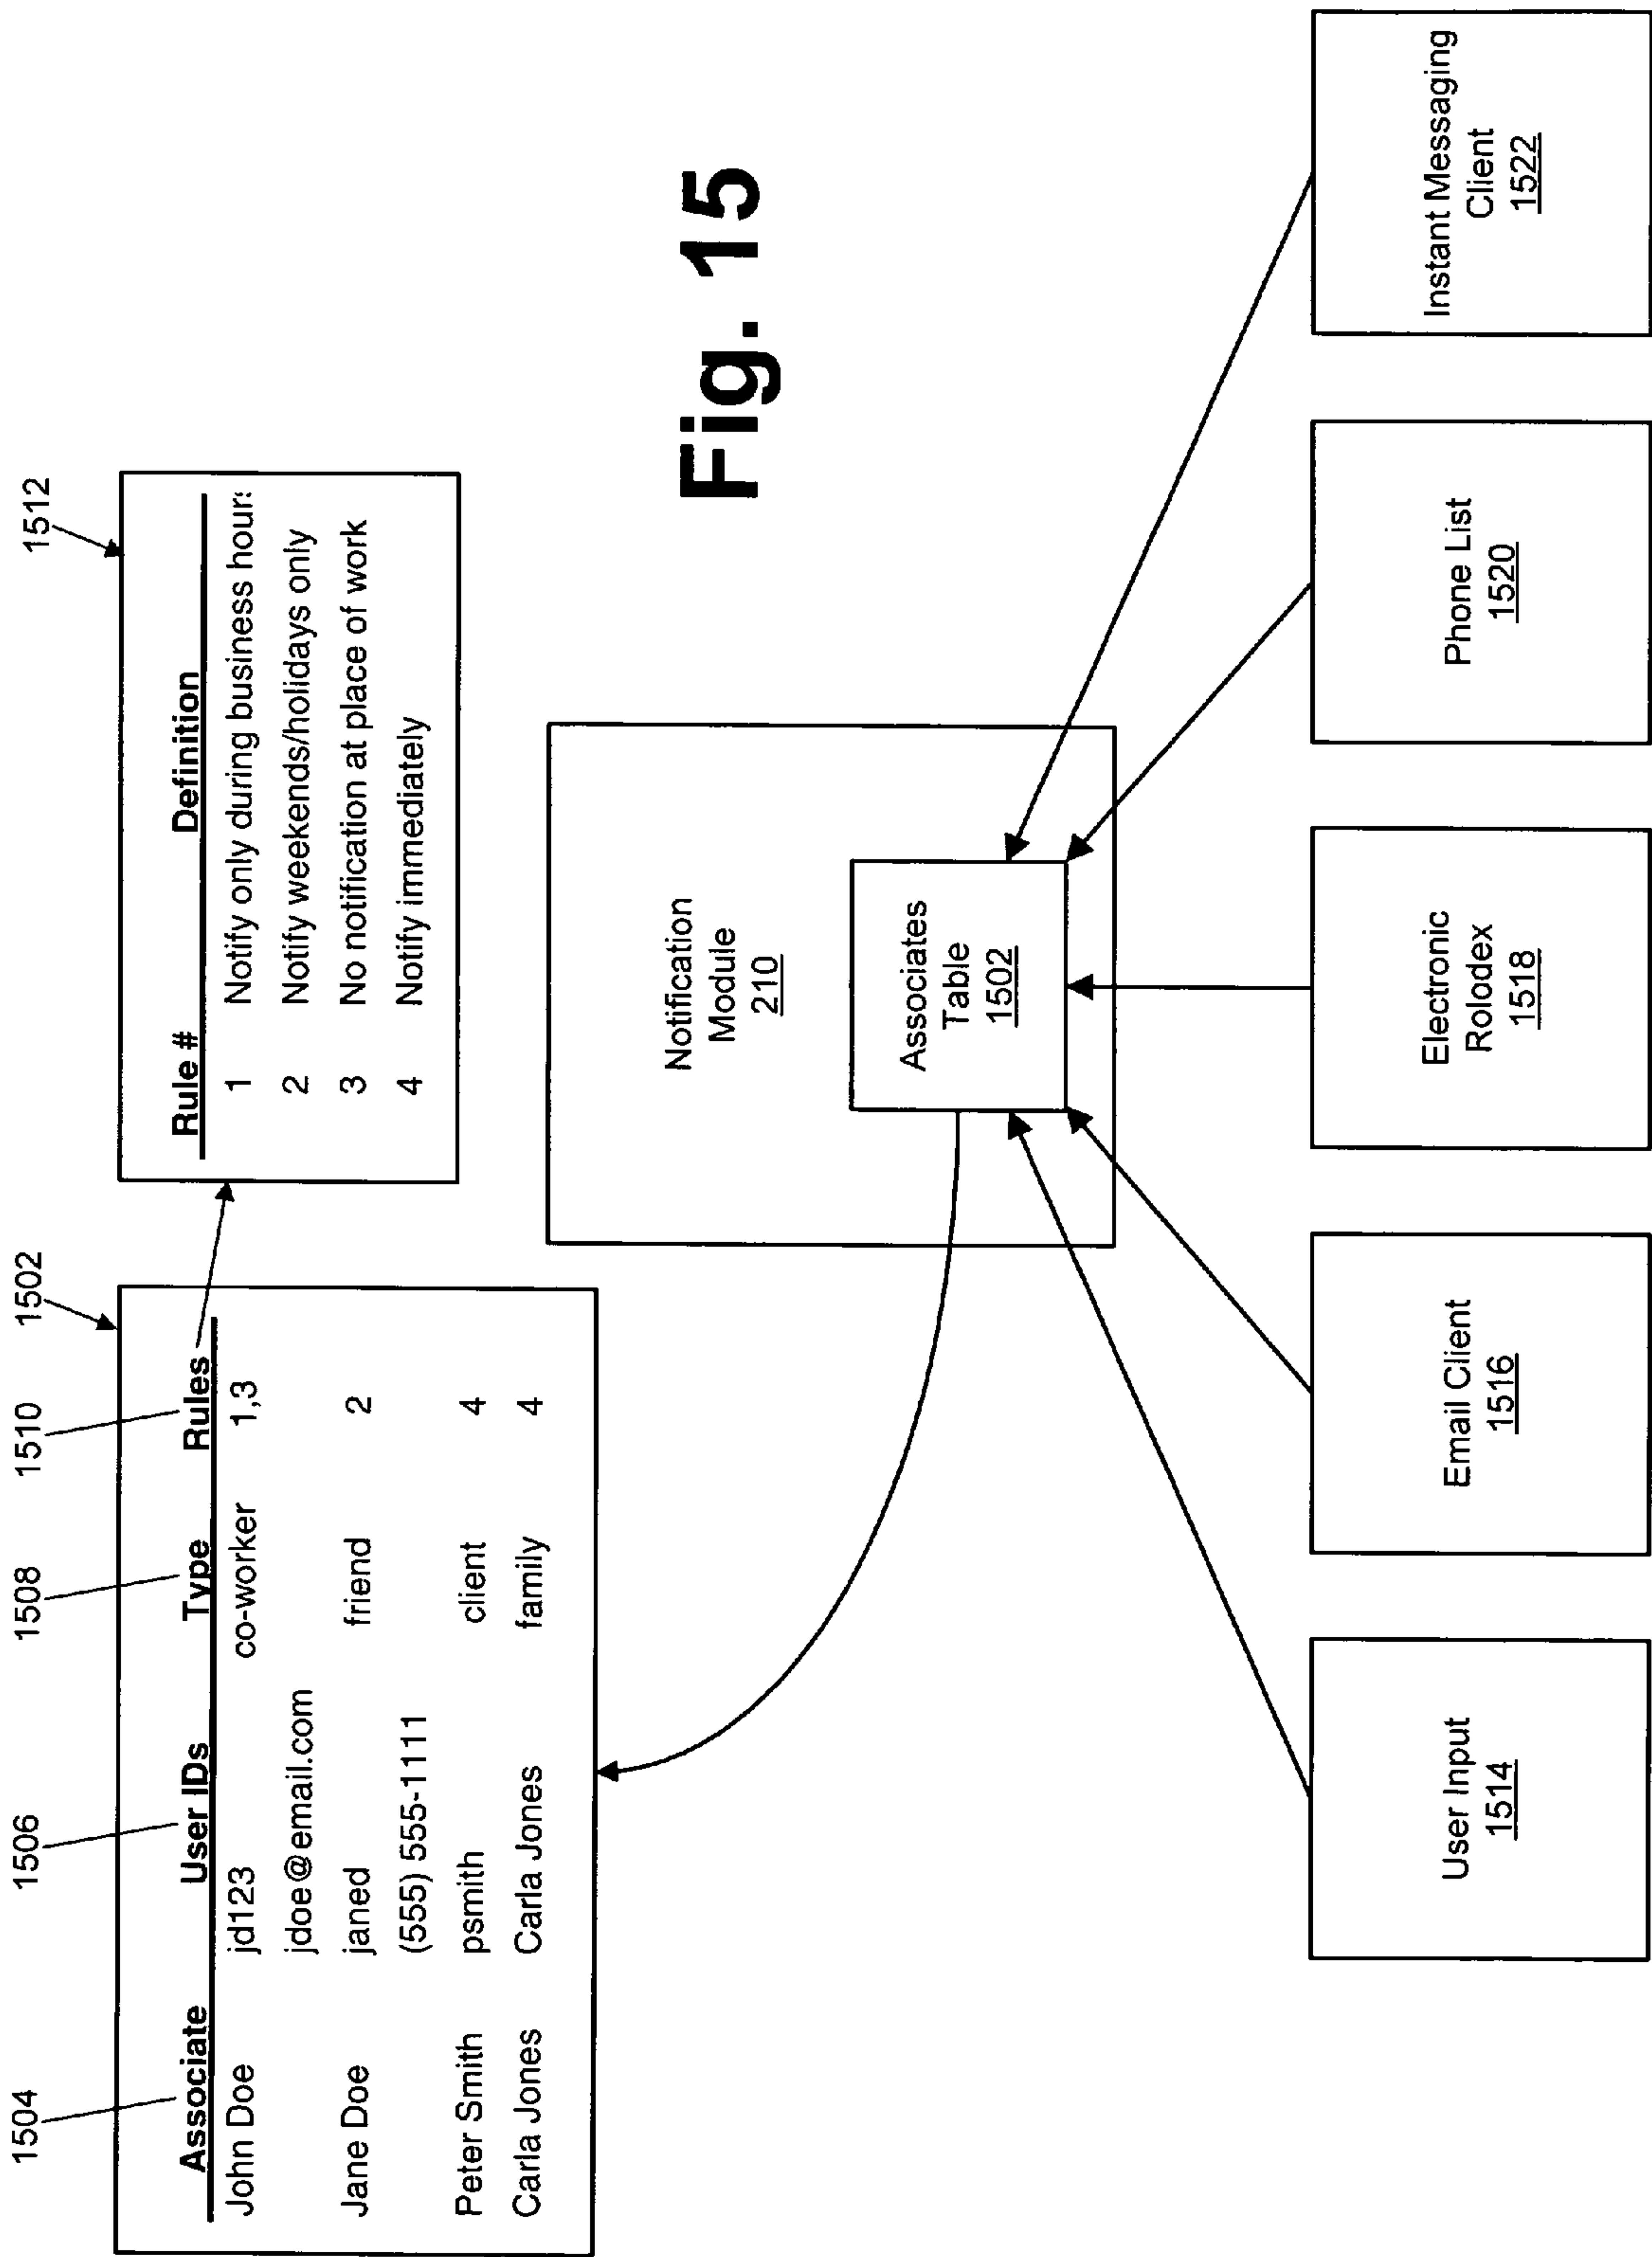 1504
1506
1508
1510
1502
1512
Associate User IDs Type Rules
John Doe jd123 co-worker 1,3
jdoe@email.com
Jane Doe janed friend 2
(555) 555-1111
Peter Smith psmith client 4
Carla Jones Carla Jones family 4
Rule # Definition
1 Notify only during business hours
2 Notify weekends/holidays only
3 No notification at place of work
4 Notify immediately
Notification
Module
210
Associates
Table
1502
Fig. 15
User Input
1514
Email Client
1516
Electronic
Rolodex
1518
Phone List
1520
Instant Messaging
Client
1522